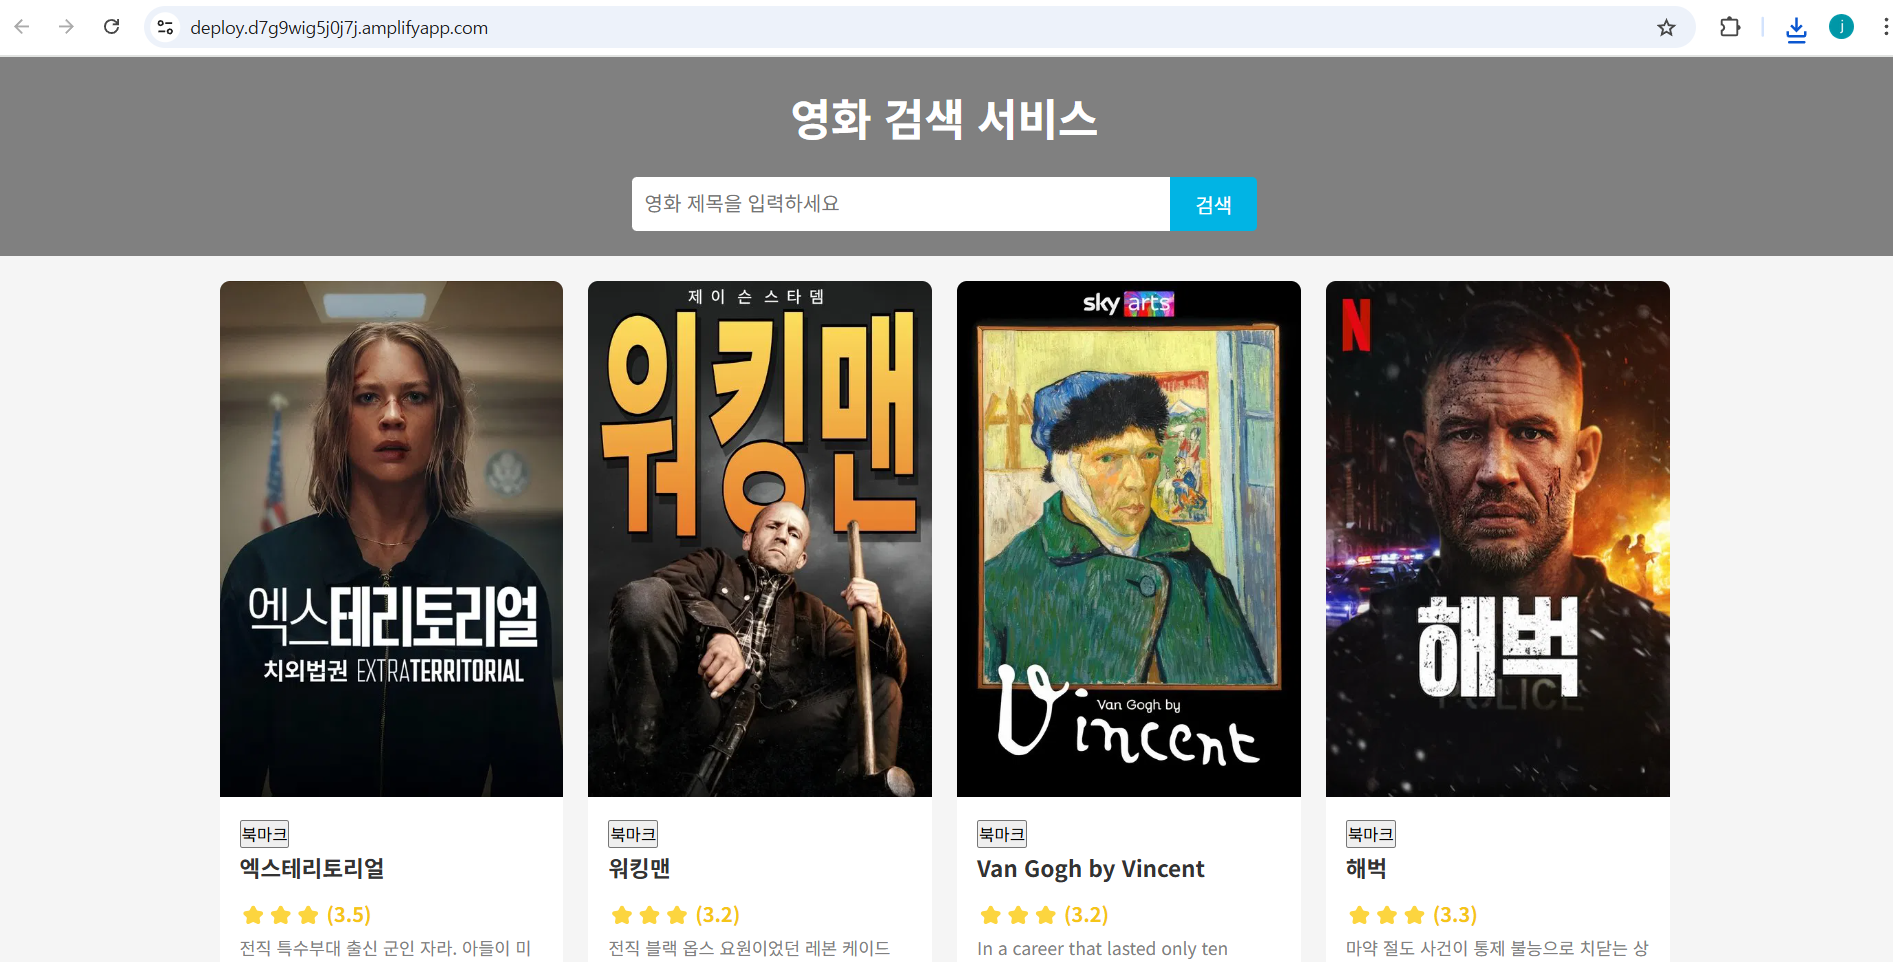 deploy.d7g9wig5j0j7j.amplifyapp.com
j
영화 검색 서비스
영화 제목을 입력하세요
검색
엑스테리토리얼
치외법권 EXTRATERRITORIAL
제이슨 스타뎀
워킹맨
sky arts
Van Gogh by
Vincent
N
해벅
POLICE
북마크
엑스테리토리얼
(3.5)
전직 특수부대 출신 군인 자라. 아들이 미
북마크
워킹맨
(3.2)
전직 블랙 옵스 요원이었던 레본 케이드
북마크
Van Gogh by Vincent
(3.2)
In a career that lasted only ten
북마크
해벅
(3.3)
마약 절도 사건이 통제 불능으로 치닫는 상